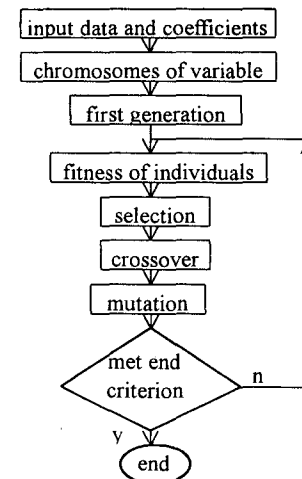 input data and coefficients
chromosomes of variable
first generation
fitness of individuals
selection
crossover
mutation
met end
criterion
n
y
end